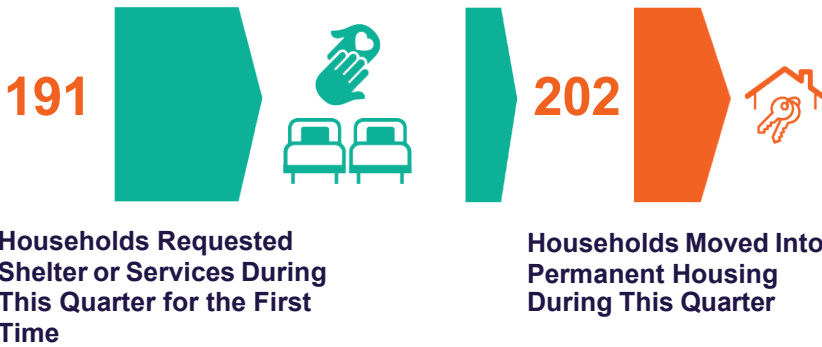 191
Households Requested
Shelter or Services During
This Quarter for the First
Time
202
Households Moved Into
Permanent Housing
During This Quarter